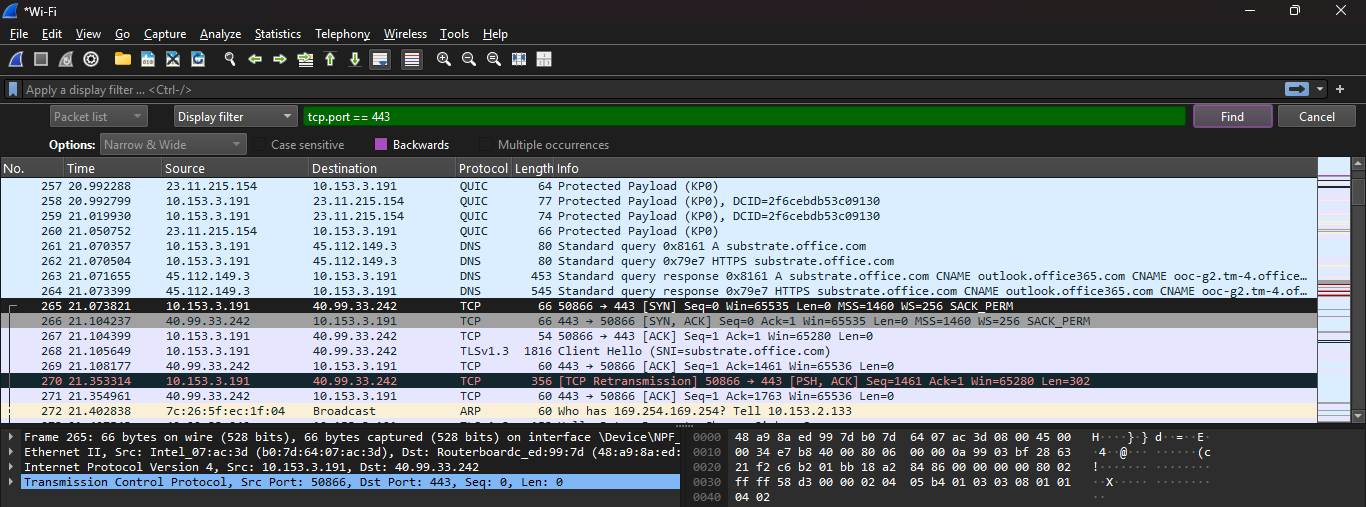 *Wi-Fi
File Edit View Go Capture Analyze Statistics Telephony Wireless Tools Help
Apply a display filter ... <Ctrl-/>
Packet list Display filter tcp.port == 443 Find Cancel
Options: Narrow & Wide Case sensitive Backwards Multiple occurrences
No. Time Source Destination Protocol Length Info
257 20.992288 23.11.215.154 10.153.3.191 QUIC 64 Protected Payload (KP0)
258 20.992799 10.153.3.191 23.11.215.154 QUIC 77 Protected Payload (KP0), DCID=2f6cebdb53c09130
259 21.019930 10.153.3.191 23.11.215.154 QUIC 74 Protected Payload (KP0), DCID=2f6cebdb53c09130
260 21.050752 23.11.215.154 10.153.3.191 QUIC 66 Protected Payload (KP0)
261 21.070357 10.153.3.191 45.112.149.3 DNS 80 Standard query 0x8161 A substrate.office.com
262 21.070504 10.153.3.191 45.112.149.3 DNS 80 Standard query 0x79e7 HTTPS substrate.office.com
263 21.071655 45.112.149.3 10.153.3.191 DNS 453 Standard query response 0x8161 A substrate.office.com CNAME outlook.office365.com CNAME ooc-g2.tm-4.office…
264 21.073399 45.112.149.3 10.153.3.191 DNS 545 Standard query response 0x79e7 HTTPS substrate.office.com CNAME outlook.office365.com CNAME ooc-g2.tm-4.of…
265 21.073821 10.153.3.191 40.99.33.242 TCP 66 50866 → 443 [SYN] Seq=0 Win=65535 Len=0 MSS=1460 WS=256 SACK_PERM
266 21.104237 40.99.33.242 10.153.3.191 TCP 66 443 → 50866 [SYN, ACK] Seq=0 Ack=1 Win=65535 Len=0 MSS=1460 WS=256 SACK_PERM
267 21.104399 10.153.3.191 40.99.33.242 TCP 54 50866 → 443 [ACK] Seq=1 Ack=1 Win=65280 Len=0
268 21.105649 10.153.3.191 40.99.33.242 TLSv1.3 1816 Client Hello (SNI=substrate.office.com)
269 21.108177 40.99.33.242 10.153.3.191 TCP 60 443 → 50866 [ACK] Seq=1 Ack=1461 Win=65536 Len=0
270 21.353314 10.153.3.191 40.99.33.242 TCP 356 [TCP Retransmission] 50866 → 443 [PSH, ACK] Seq=1461 Ack=1 Win=65280 Len=302
271 21.354961 40.99.33.242 10.153.3.191 TCP 60 443 → 50866 [ACK] Seq=1 Ack=1763 Win=65536 Len=0
272 21.402838 7c:26:5f:ec:1f:04 Broadcast ARP 60 Who has 169.254.169.254? Tell 10.153.2.133
Frame 265: 66 bytes on wire (528 bits), 66 bytes captured (528 bits) on interface \Device\NPF_
Ethernet II, Src: Intel_07:ac:3d (b0:7d:64:07:ac:3d), Dst: Routerboardc_ed:99:7d (48:a9:8a:ed:
Internet Protocol Version 4, Src: 10.153.3.191, Dst: 40.99.33.242
Transmission Control Protocol, Src Port: 50866, Dst Port: 443, Seq: 0, Len: 0
0000 48 a9 8a ed 99 7d b0 7d 64 07 ac 3d 08 00 45 00 H····}·} d··=··E·
0010 00 34 e7 b8 40 00 80 06 00 00 0a 99 03 bf 28 63 ·4··@··· ······(c
0020 21 f2 c6 b2 01 bb 18 a2 84 86 00 00 00 00 80 02 !······· ········
0030 ff ff 58 d3 00 00 02 04 05 b4 01 03 03 08 01 01 ··X····· ········
0040 04 02 ··